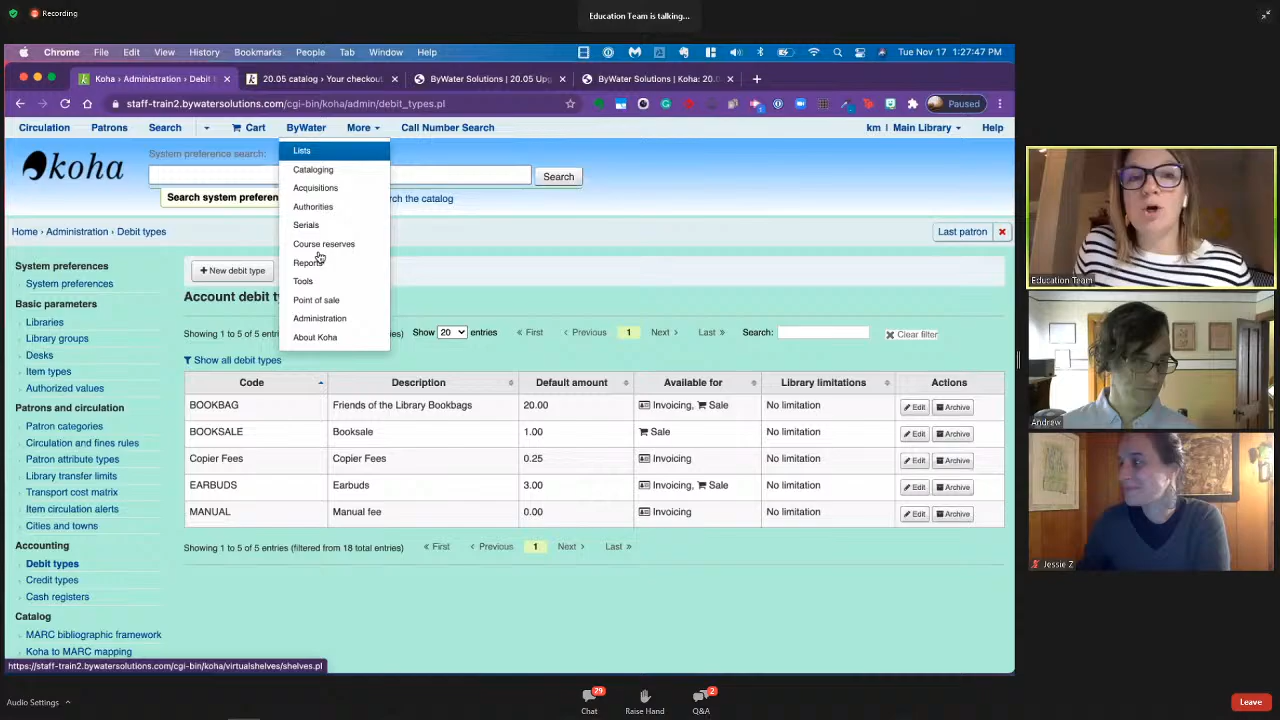 Recording
Education Team is talking...
Chrome File Edit View History Bookmarks People Tab Window Help
Tue Nov 17 1:27:47 PM
Koha › Administration › Debit t
20.05 catalog › Your checkout
ByWater Solutions | 20.05 Upg
ByWater Solutions | Koha: 20.0
staff-train2.bywatersolutions.com/cgi-bin/koha/admin/debit_types.pl
Paused
Circulation Patrons Search Cart ByWater More Call Number Search
km | Main Library Help
koha
System preference search:
Search
Search system preferen
rch the catalog
Lists
Cataloging
Acquisitions
Authorities
Serials
Course reserves
Reports
Tools
Point of sale
Administration
About Koha
Home › Administration › Debit types
Last patron
System preferences
System preferences
Basic parameters
Libraries
Library groups
Desks
Item types
Authorized values
Patrons and circulation
Patron categories
Circulation and fines rules
Patron attribute types
Library transfer limits
Transport cost matrix
Item circulation alerts
Cities and towns
Accounting
Debit types
Credit types
Cash registers
Catalog
MARC bibliographic framework
Koha to MARC mapping
+ New debit type
Account debit t
Showing 1 to 5 of 5 entri
tries)
Show 20 entries
« First ‹ Previous 1 Next › Last »
Search:
Clear filter
Show all debit types
Code Description Default amount Available for Library limitations Actions
BOOKBAG Friends of the Library Bookbags 20.00 Invoicing, Sale No limitation Edit Archive
BOOKSALE Booksale 1.00 Sale No limitation Edit Archive
Copier Fees Copier Fees 0.25 Invoicing No limitation Edit Archive
EARBUDS Earbuds 3.00 Invoicing, Sale No limitation Edit Archive
MANUAL Manual fee 0.00 Invoicing No limitation Edit Archive
Showing 1 to 5 of 5 entries (filtered from 18 total entries) « First ‹ Previous 1 Next › Last »
https://staff-train2.bywatersolutions.com/cgi-bin/koha/virtualshelves/shelves.pl
Education Team
Andrew
Jessie Z
Audio Settings
29
Chat
Raise Hand
2
Q&A
Leave